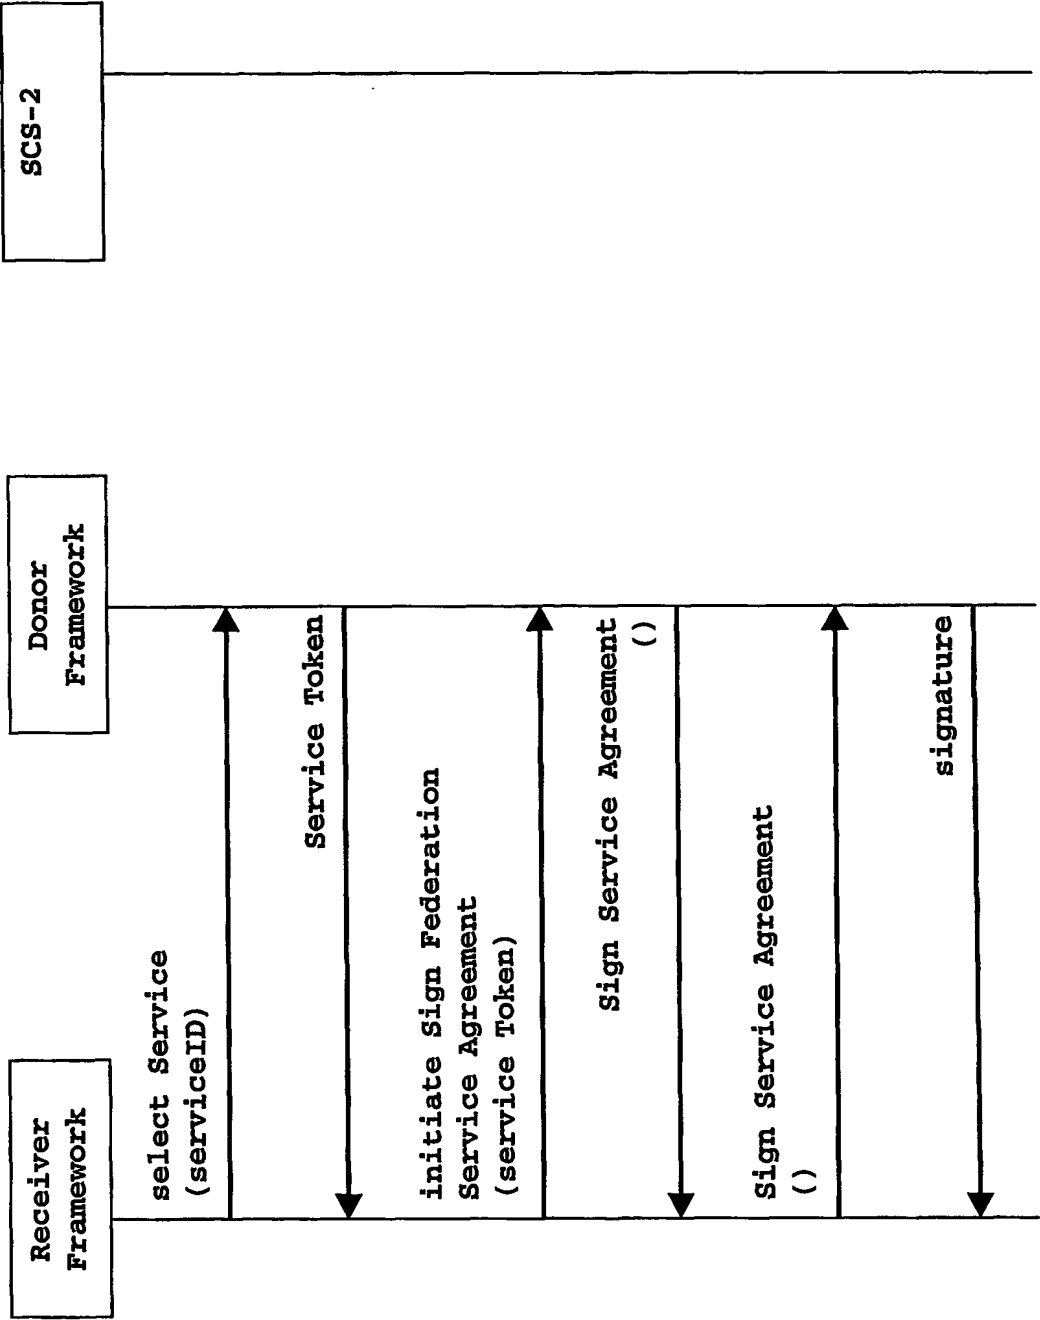 Receiver
Framework
Donor
Framework
SCS-2
select Service
(serviceID)
Service Token
initiate Sign Federation
Service Agreement
(service Token)
Sign Service Agreement
()
Sign Service Agreement
()
signature